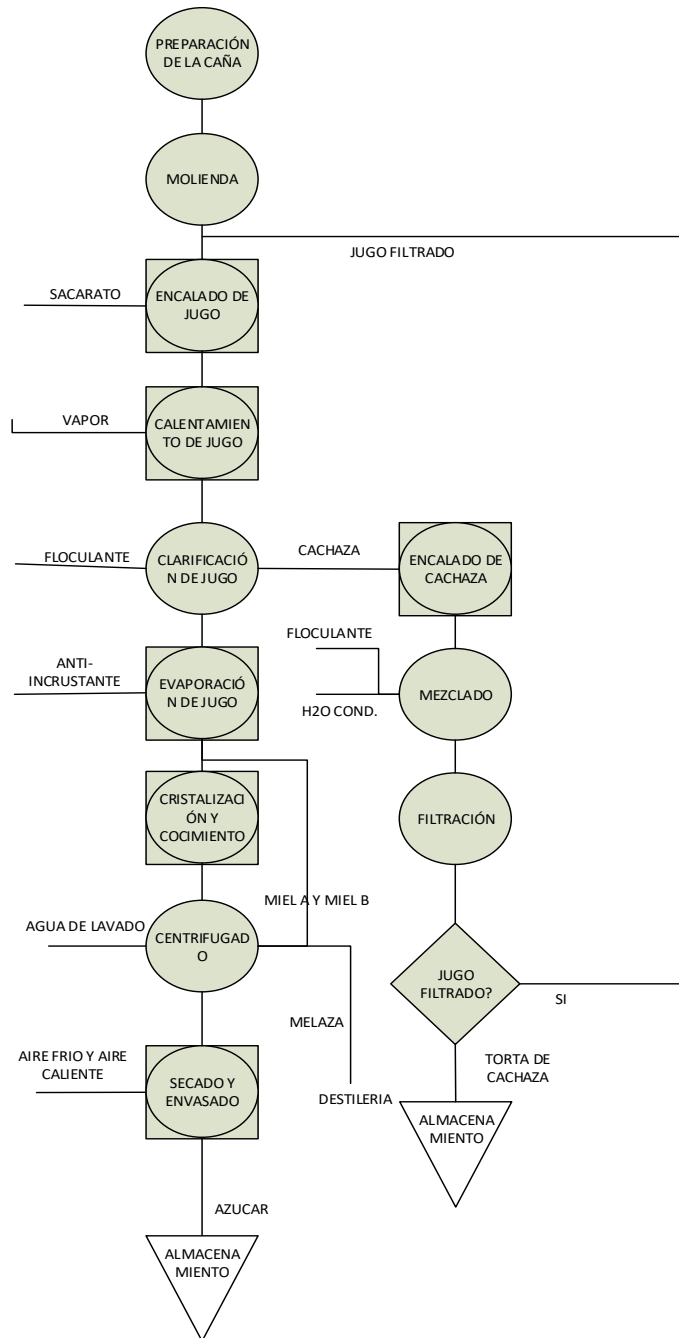 PREPARACIÓN
DE LA CAÑA
MOLIENDA
JUGO FILTRADO
SACARATO
ENCALADO DE
JUGO
VAPOR
CALENTAMIEN
TO DE JUGO
FLOCULANTE
CLARIFICACIÓ
N DE JUGO
CACHAZA
ENCALADO DE
CACHAZA
FLOCULANTE
H2O COND.
MEZCLADO
ANTI-
INCRUSTANTE
EVAPORACIÓ
N DE JUGO
CRISTALIZACI
ÓN Y
COCIMIENTO
FILTRACIÓN
MIEL A Y MIEL B
AGUA DE LAVADO
CENTRIFUGAD
O
JUGO
FILTRADO?
SI
MELAZA
DESTILERIA
AIRE FRIO Y AIRE
CALIENTE
SECADO Y
ENVASADO
TORTA DE
CACHAZA
ALMACENA
MIENTO
AZUCAR
ALMACENA
MIENTO